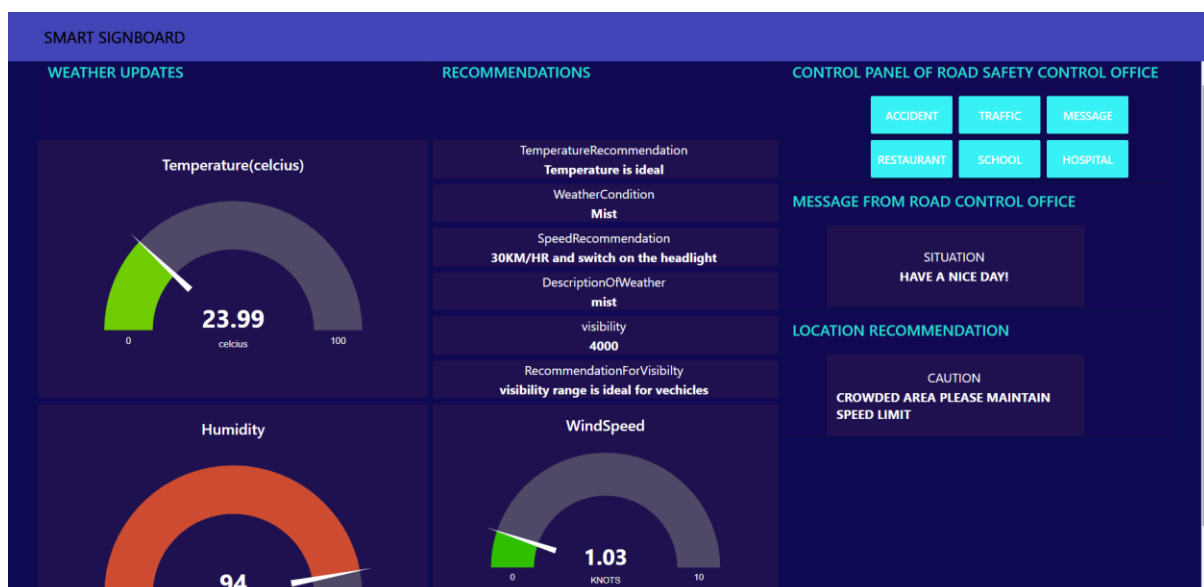 SMART SIGNBOARD
WEATHER UPDATES
Temperature(celcius)
23.99
celcius
0
100
Humidity
94
RECOMMENDATIONS
TemperatureRecommendation
Temperature is ideal
WeatherCondition
Mist
SpeedRecommendation
30KM/HR and switch on the headlight
DescriptionOfWeather
mist
visibility
4000
RecommendationForVisibilty
visibility range is ideal for vechicles
WindSpeed
1.03
KNOTS
0
10
CONTROL PANEL OF ROAD SAFETY CONTROL OFFICE
ACCIDENT TRAFFIC MESSAGE
RESTAURANT SCHOOL HOSPITAL
MESSAGE FROM ROAD CONTROL OFFICE
SITUATION
HAVE A NICE DAY!
LOCATION RECOMMENDATION
CAUTION
CROWDED AREA PLEASE MAINTAIN
SPEED LIMIT